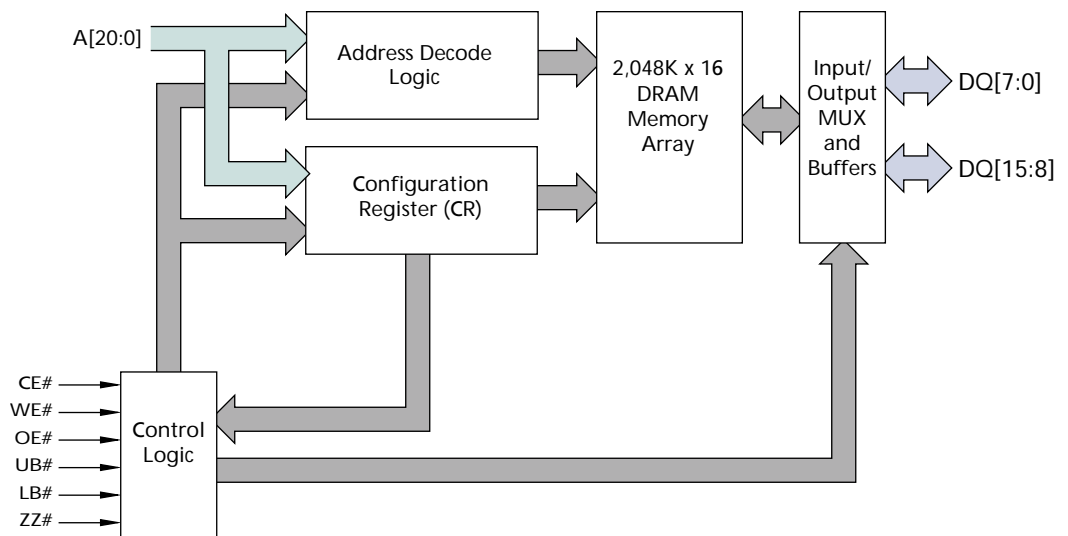 A[20:0]
Address Decode
Logic
2,048K x 16
DRAM
Memory
Array
Input/
Output
MUX
and
Buffers
DQ[7:0]
DQ[15:8]
Configuration
Register (CR)
CE#
WE#
OE#
UB#
LB#
ZZ#
Control
Logic